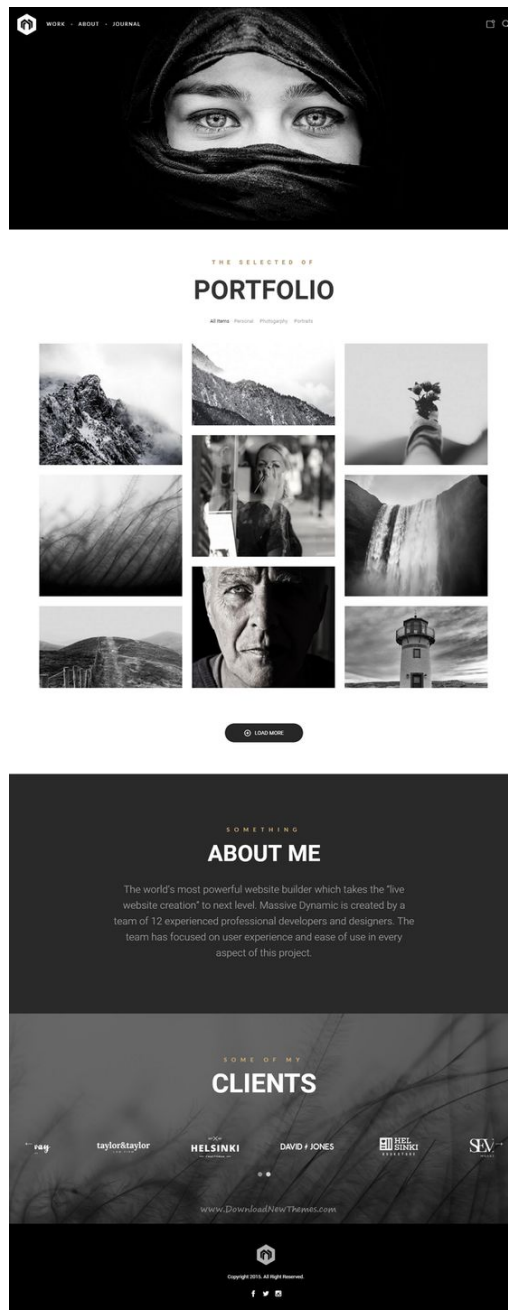 WORK - ABOUT - JOURNAL
THE SELECTED OF
PORTFOLIO
All Items Personal Photography Portraits
LOAD MORE
SOMETHING
ABOUT ME
The world's most powerful website builder which takes the "live
website creation" to next level. Massive Dynamic is created by a
team of 12 experienced professional developers and designers. The
team has focused on user experience and ease of use in every
aspect of this project.
SOME OF MY
CLIENTS
ray taylor&taylor HELSINKI DAVID JONES HEL SINKI SEV
www.DownloadNewThemes.com
Copyright 2015. All Right Reserved.